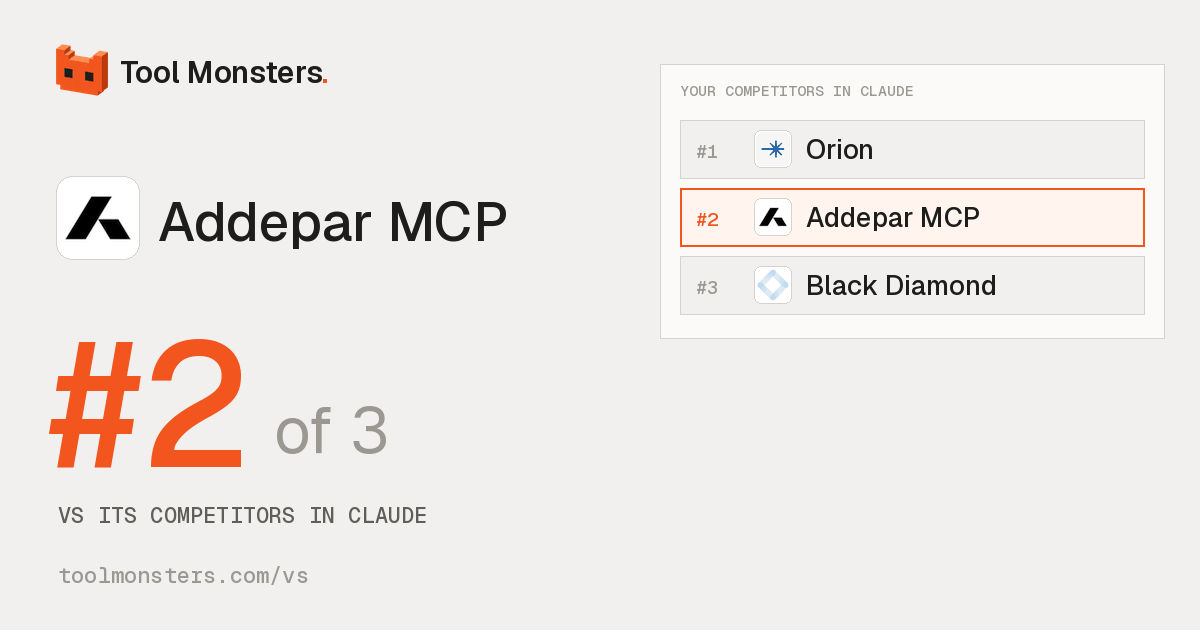 Tool Monsters.
Addepar MCP
#2 of 3
VS ITS COMPETITORS IN CLAUDE
toolmonsters.com/vs
YOUR COMPETITORS IN CLAUDE
#1 Orion
#2 Addepar MCP
#3 Black Diamond